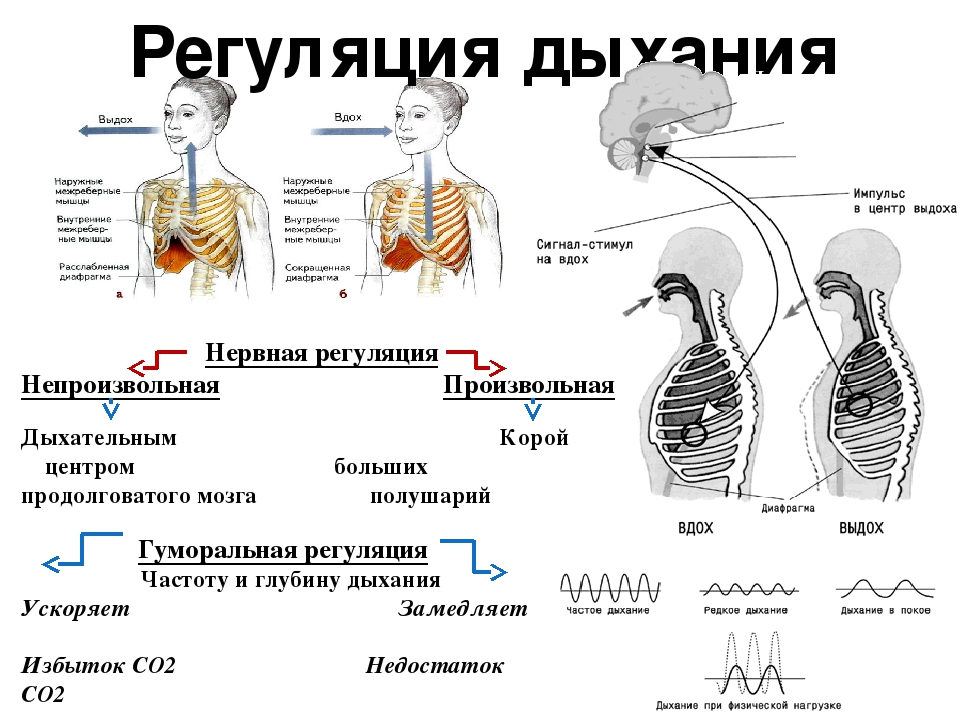 Регуляция дыхания
Выдох
Наружные
межреберные
мышцы
Внутренние
межребер-
ные мышцы
Расслабленная
диафрагма
а
Вдох
Наружные
межреберные
мышцы
Внутренние
межребер-
ные мышцы
Сокращенная
диафрагма
б
Импульс
в центр выдоха
Сигнал-стимул
на вдох
Диафрагма
ВДОХ ВЫДОХ
Нервная регуляция
Непроизвольная Произвольная
Дыхательным Корой
центром больших
продолговатого мозга полушарий
Гуморальная регуляция
Частоту и глубину дыхания
Ускоряет Замедляет
Избыток СО2 Недостаток
СО2
Частое дыхание Редкое дыхание Дыхание в покое
Дыхание при физической нагрузке